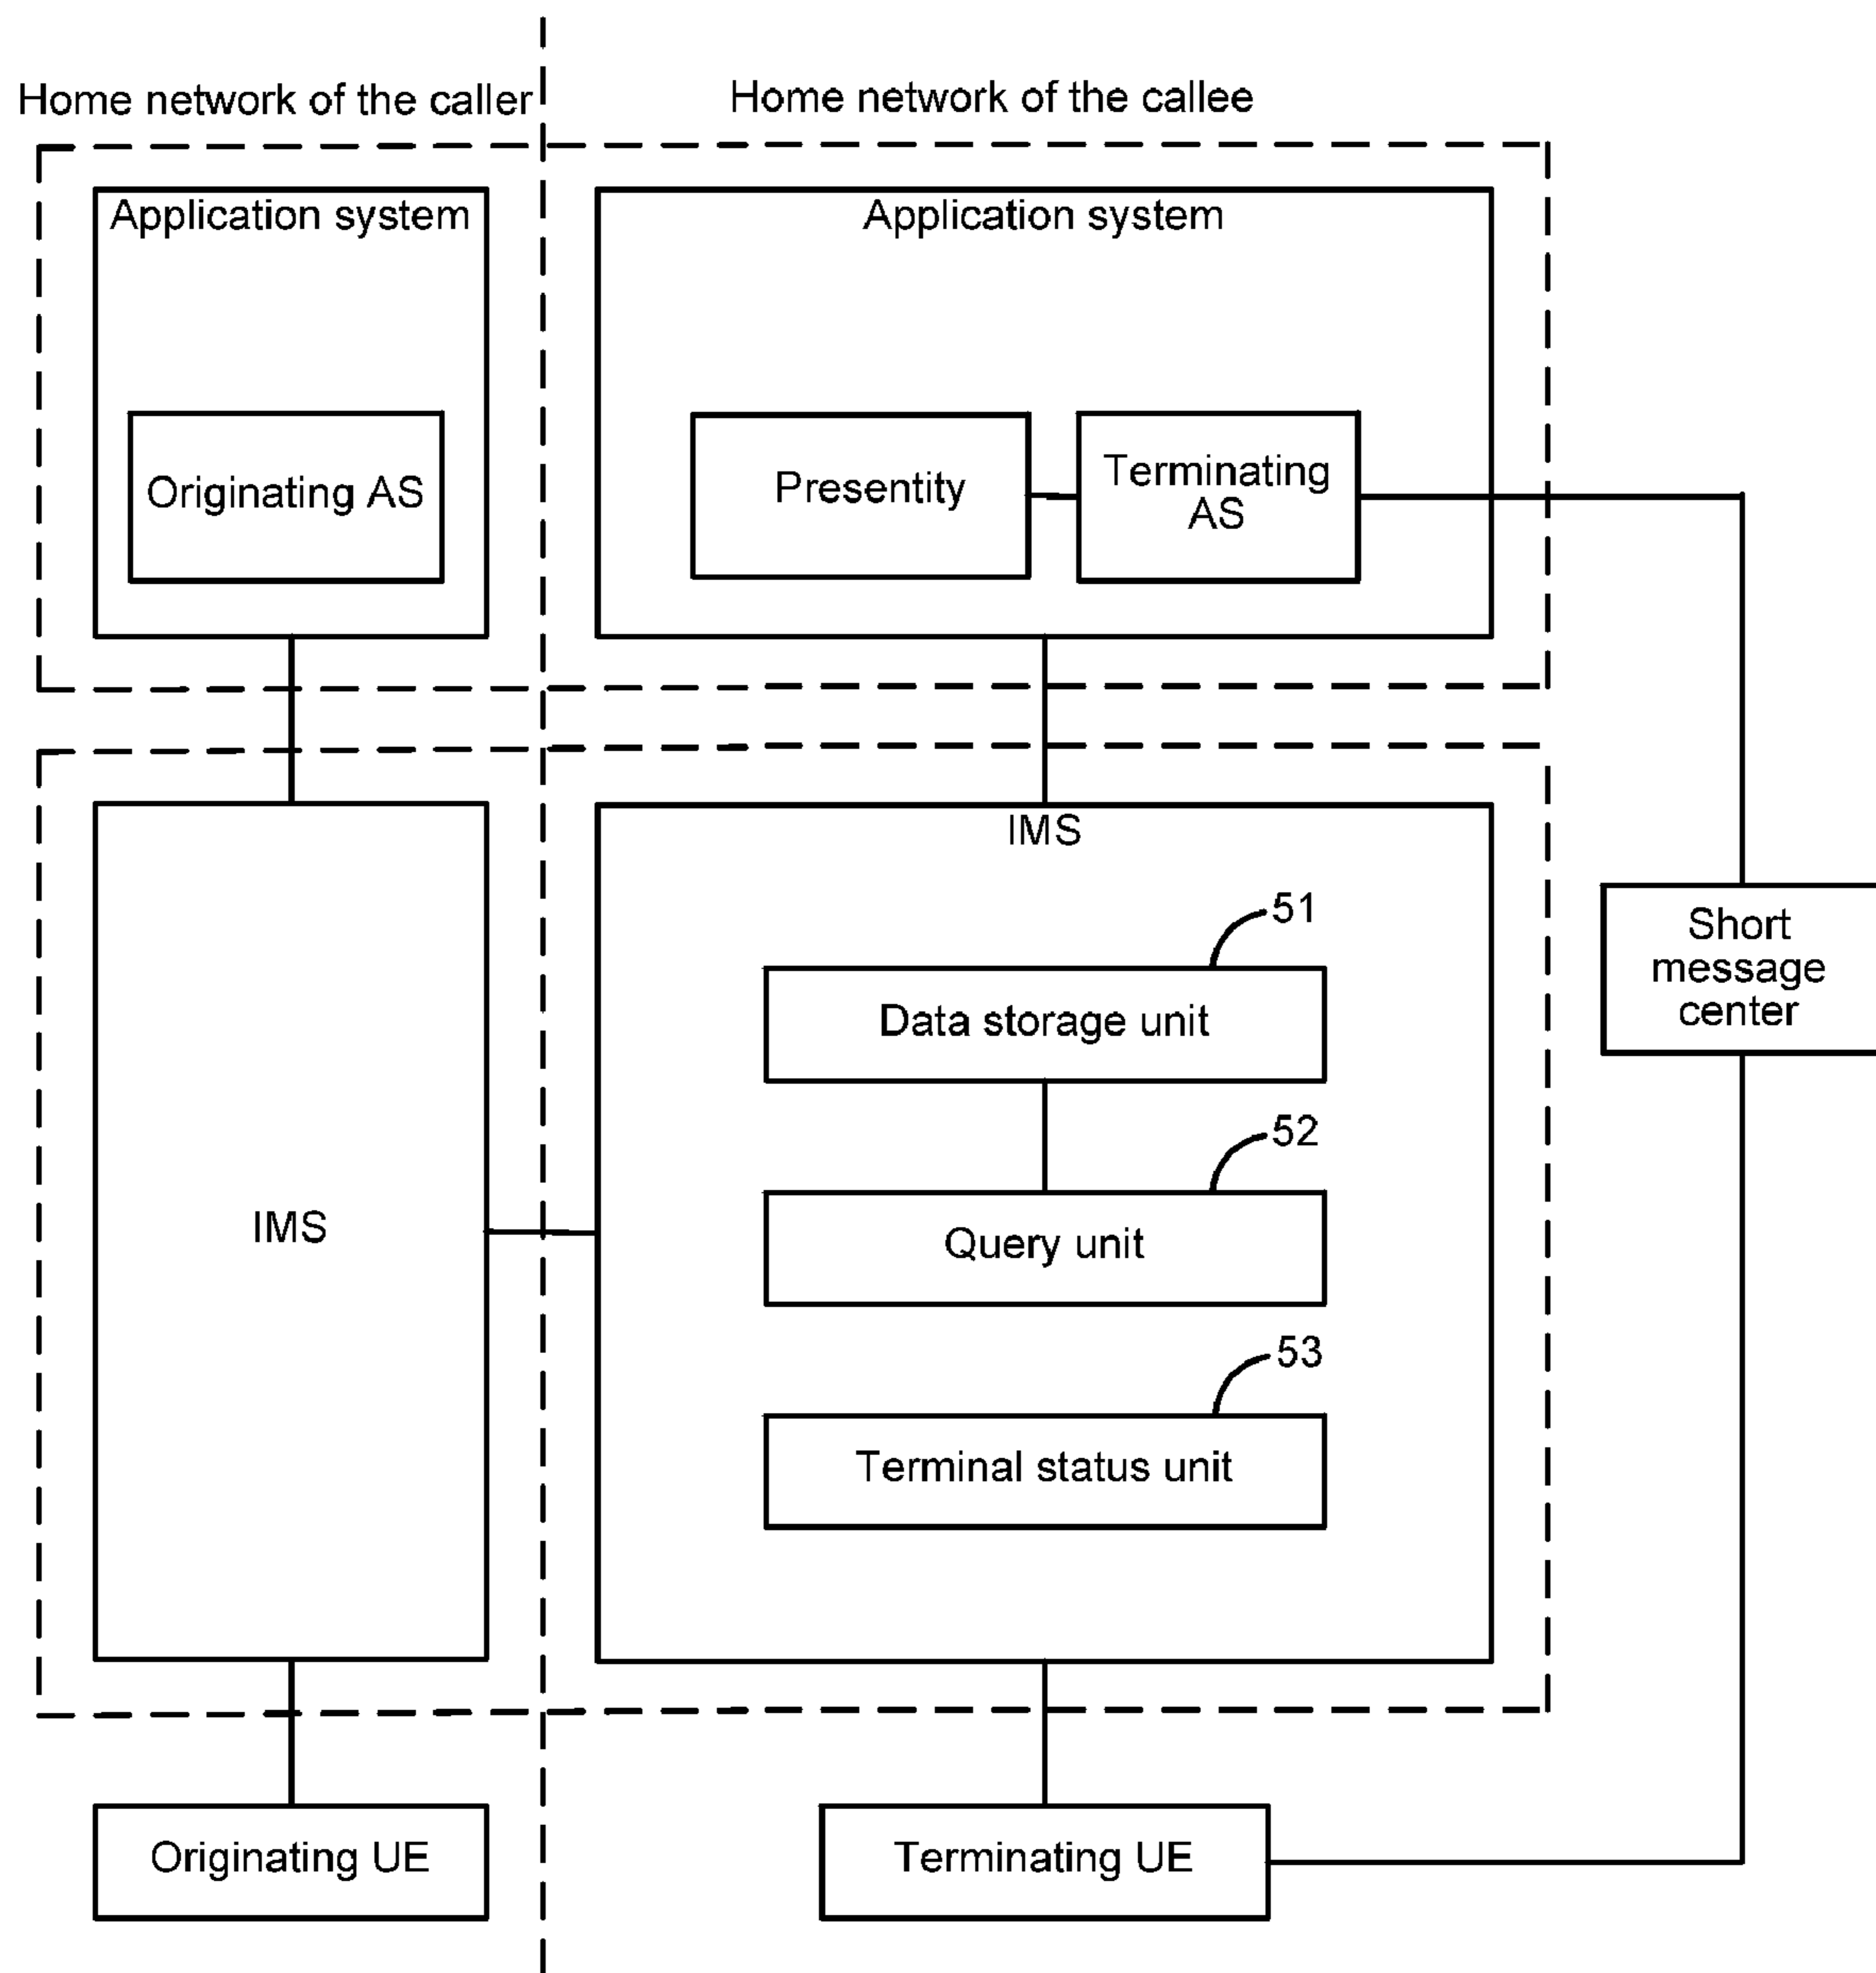 Home network of the caller
Home network of the callee
Application system
Application system
Originating AS
Presentity
Terminating
AS
IMS
IMS
51
Data storage unit
52
Query unit
53
Terminal status unit
Short
message
center
Originating UE
Terminating UE